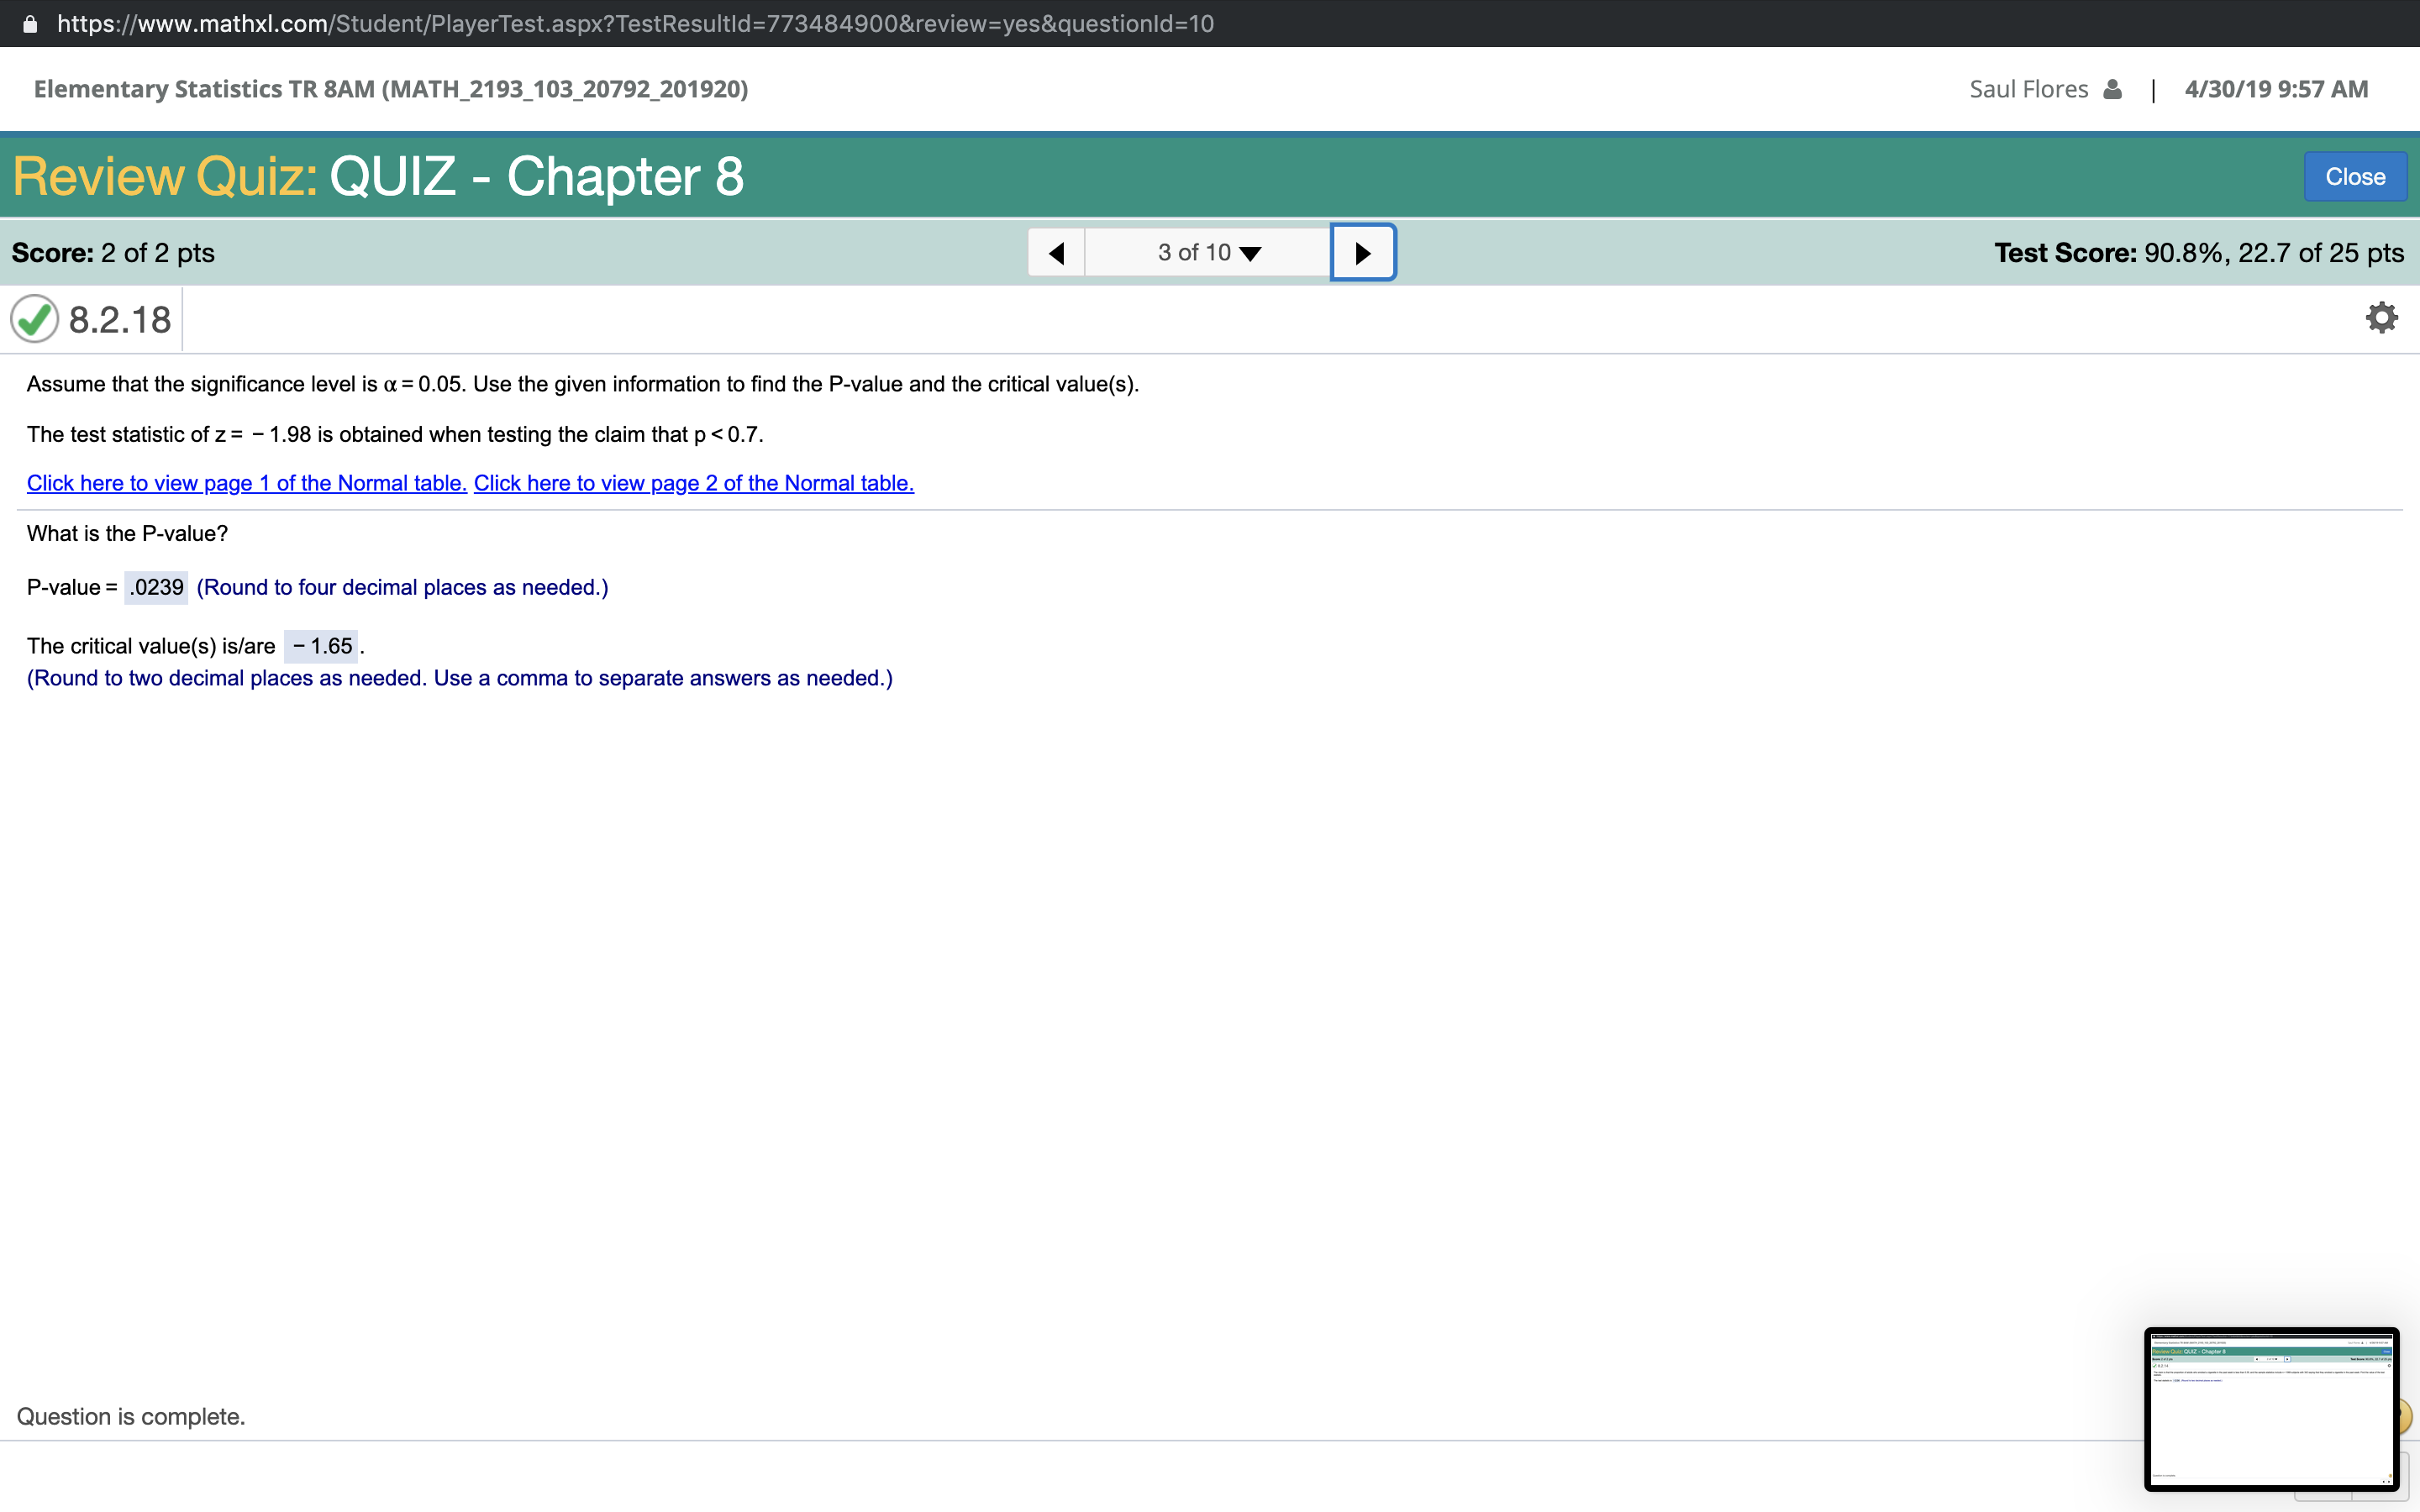 https://www.mathxl.com/Student/PlayerTest.aspx?TestResultId=773484900&review=yes&questionId=10
Elementary Statistics TR 8AM (MATH_2193_103_20792_201920)
Saul Flores | 4/30/19 9:57 AM
Review Quiz: QUIZ - Chapter 8
Close
Score: 2 of 2 pts
3 of 10
Test Score: 90.8%, 22.7 of 25 pts
8.2.18
Assume that the significance level is α = 0.05. Use the given information to find the P-value and the critical value(s).
The test statistic of z = − 1.98 is obtained when testing the claim that p < 0.7.
Click here to view page 1 of the Normal table. Click here to view page 2 of the Normal table.
What is the P-value?
P-value = .0239 (Round to four decimal places as needed.)
The critical value(s) is/are − 1.65 .
(Round to two decimal places as needed. Use a comma to separate answers as needed.)
Question is complete.
Review Quiz: QUIZ - Chapter 8